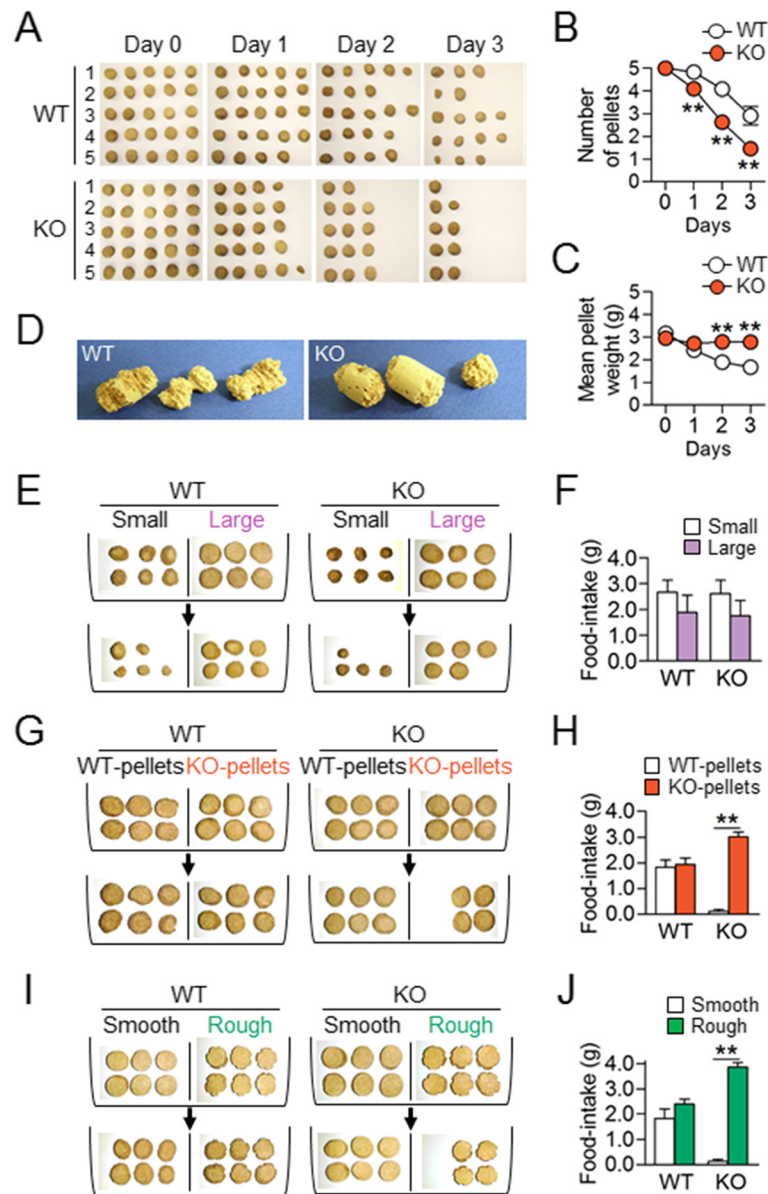 A
Day 0 Day 1 Day 2 Day 3
WT
1
2
3
4
5
KO
1
2
3
4
5
B
WT
KO
Number
of pellets
5
4
3
2
1
0
**
**
**
0 1 2 3
Days
C
WT
KO
Mean pellet
weight (g)
5
4
3
2
1
0
** **
0 1 2 3
Days
D
WT
KO
E
WT KO
Small Large Small Large
F
Small
Large
Food-intake (g)
4.0
3.0
2.0
1.0
0.0
WT KO
G
WT KO
WT-pellets KO-pellets WT-pellets KO-pellets
H
WT-pellets
KO-pellets
Food-intake (g)
4.0
3.0
2.0
1.0
0.0
**
WT KO
I
WT KO
Smooth Rough Smooth Rough
J
Smooth
Rough
Food-intake (g)
4.0
3.0
2.0
1.0
0.0
**
WT KO